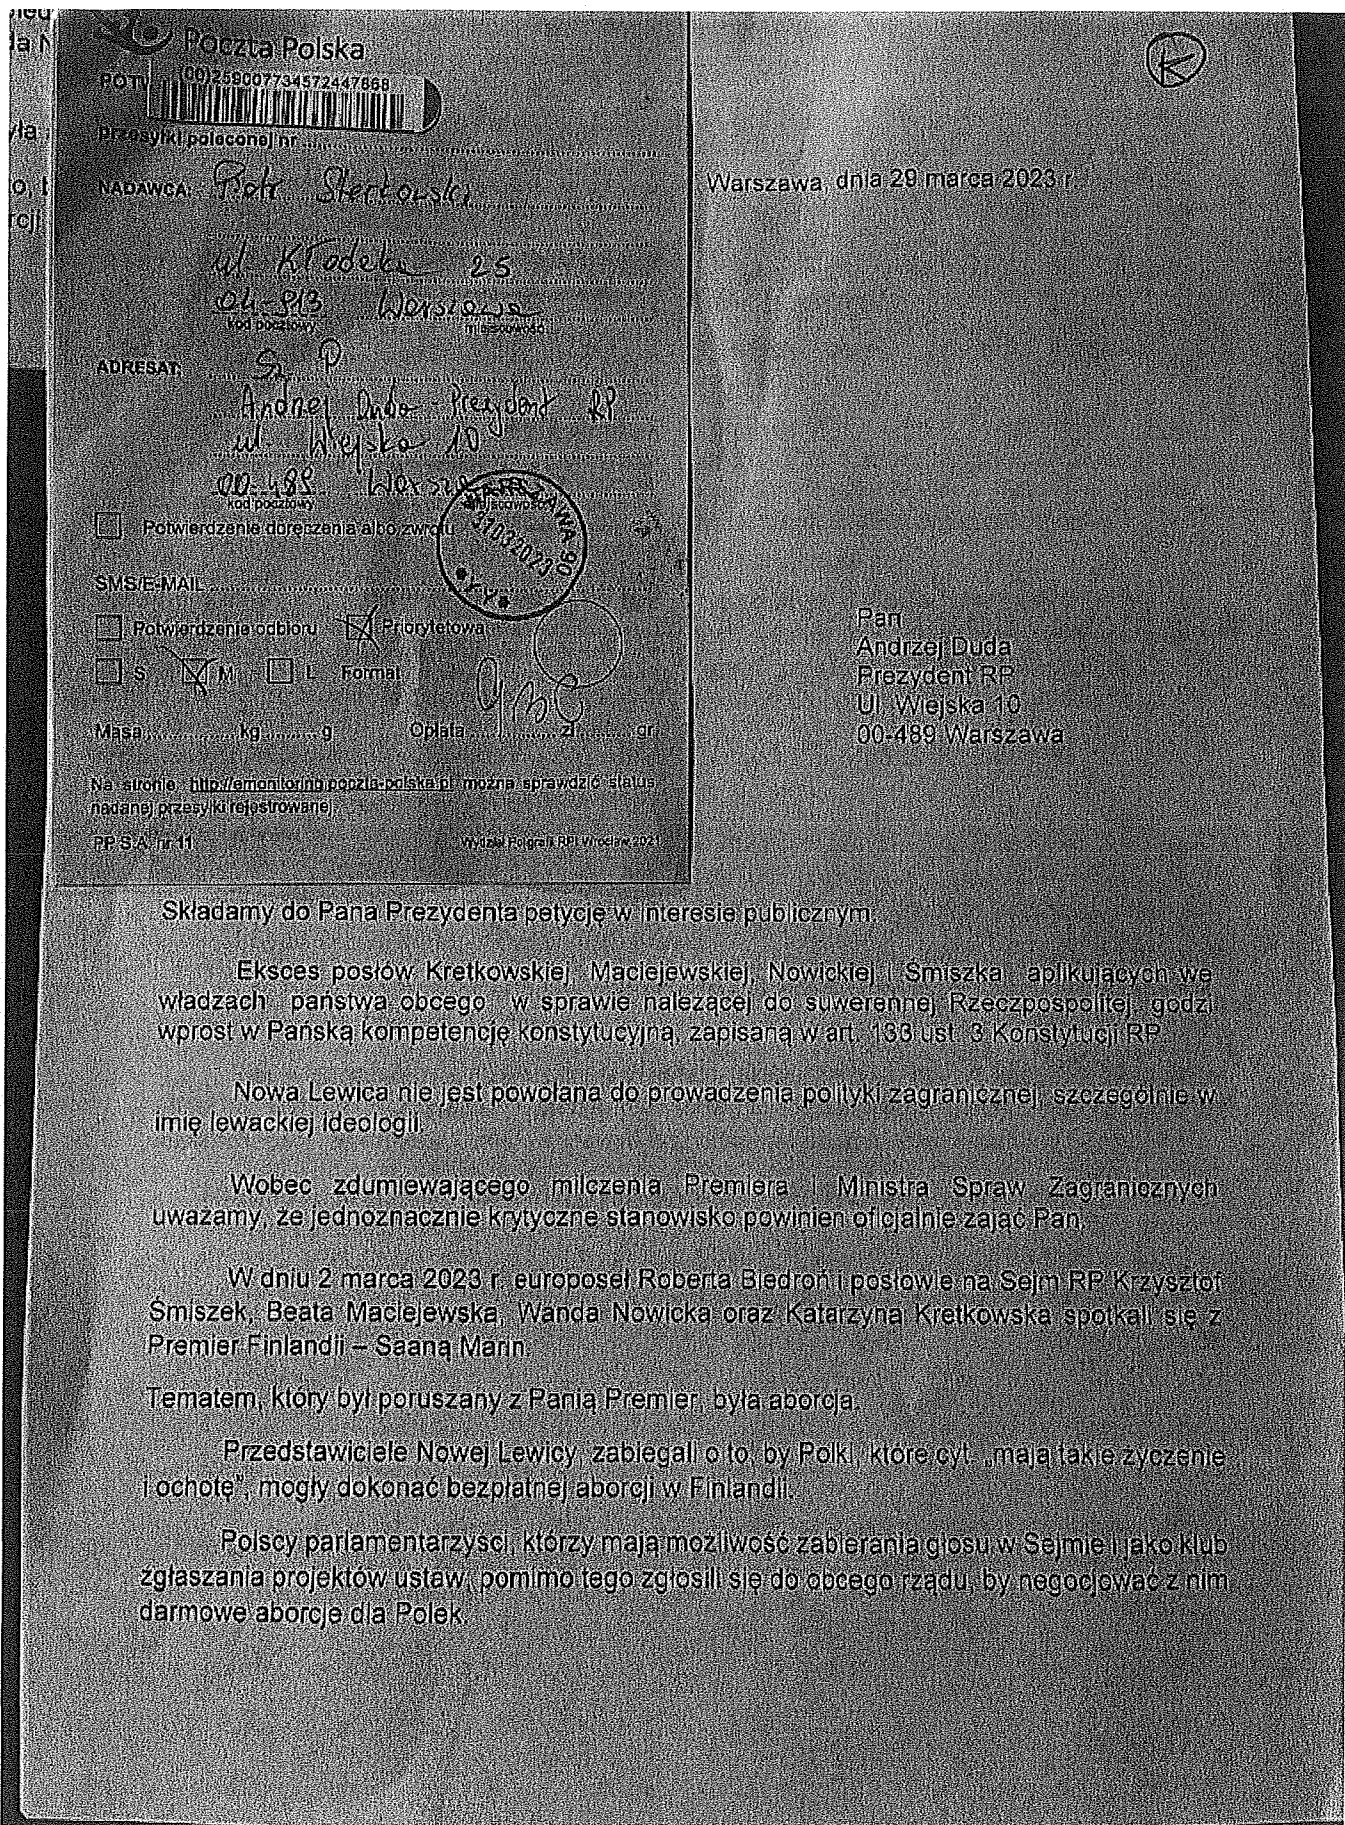 Poczta Polska
(00)259007734572447868
przesyłki poleconej nr
NADAWCA: Piotr
ul Kłodzka 25
04-913 Warszawa
kod pocztowy miejscowość
ADRESAT: Sz P
Andrzej Duda - Prezydent RP
ul. Wiejska 10
00-489
kod pocztowy miejscowość
Potwierdzenie doręczenia albo zwrotu
WARSZAWA 90
31032023
SMS/E-MAIL
Potwierdzenie odbioru Priorytetowa
S M L Format
Masa kg g Opłata zł gr
Na stronie http://emonitoring.poczta-polska.pl można sprawdzić status
nadanej przesyłki rejestrowanej
PP S.A. nr 11 Wrocław 2021
K
Warszawa, dnia 29 marca 2023 r.
Pan
Andrzej Duda
Prezydent RP
Ul. Wiejska 10
00-489 Warszawa
Składamy do Pana Prezydenta petycję w interesie publicznym.
Eksces posłów Kretkowskiej, Maciejewskiej, Nowickiej i Śmiszka aplikujących we
władzach państwa obcego w sprawie należącej do suwerennej Rzeczpospolitej, godzi
wprost w Pańską kompetencję konstytucyjną, zapisaną w art. 133 ust. 3 Konstytucji RP.
Nowa Lewica nie jest powołana do prowadzenia polityki zagranicznej, szczególnie w
imię lewackiej ideologii.
Wobec zdumiewającego milczenia Premiera i Ministra Spraw Zagranicznych
uważamy, że jednoznacznie krytyczne stanowisko powinien oficjalnie zająć Pan.
W dniu 2 marca 2023 r. europoseł Roberta Biedroń i posłowie na Sejm RP Krzysztof
Śmiszek, Beata Maciejewska, Wanda Nowicka oraz Katarzyna Kretkowska spotkali się z
Premier Finlandii – Saaną Marin.
Tematem, który był poruszany z Panią Premier, była aborcja.
Przedstawiciele Nowej Lewicy, zabiegali o to, by Polki, które cyt. „mają takie życzenie
i ochotę", mogły dokonać bezpłatnej aborcji w Finlandii.
Polscy parlamentarzyści, którzy mają możliwość zabierania głosu w Sejmie i jako klub
zgłaszania projektów ustaw, pomimo tego zgłosili się do obcego rządu, by negocjować z nim
darmowe aborcje dla Polek.